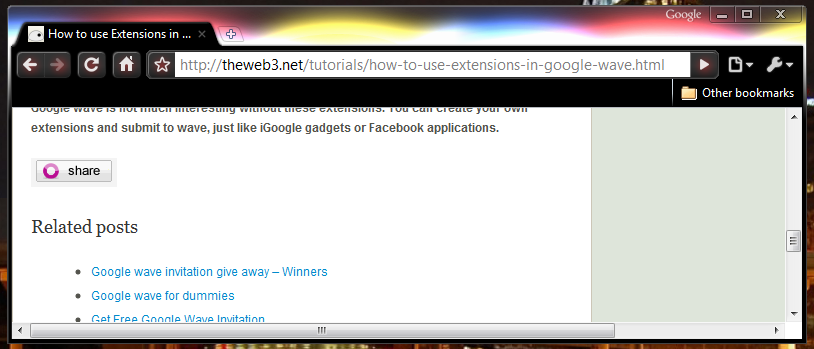 Google
How to use Extensions in ...
http://theweb3.net/tutorials/how-to-use-extensions-in-google-wave.html
Other bookmarks
Google wave is not much interesting without these extensions. You can create your own
extensions and submit to wave, just like iGoogle gadgets or Facebook applications.
share
Related posts
Google wave invitation give away – Winners
Google wave for dummies
Get Free Google Wave Invitation